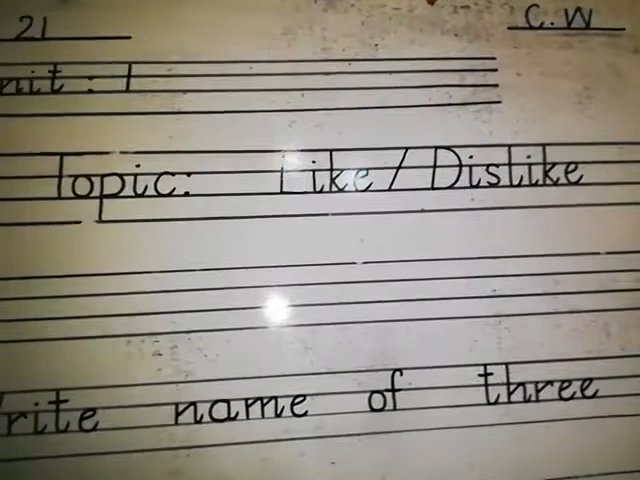 21 C.W
nit : 1
Topic: Like / Dislike
rite name of three